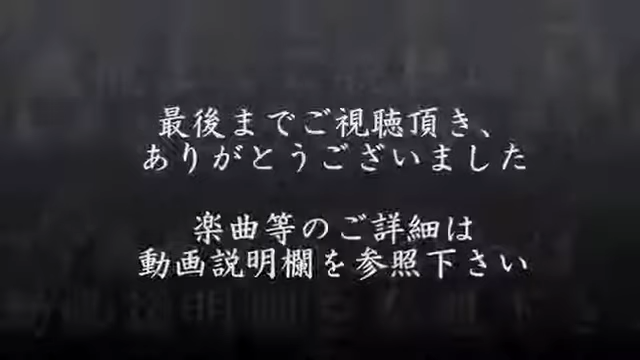 最後までご視聴頂き、
ありがとうございました
楽曲等のご詳細は
動画説明欄を参照下さい